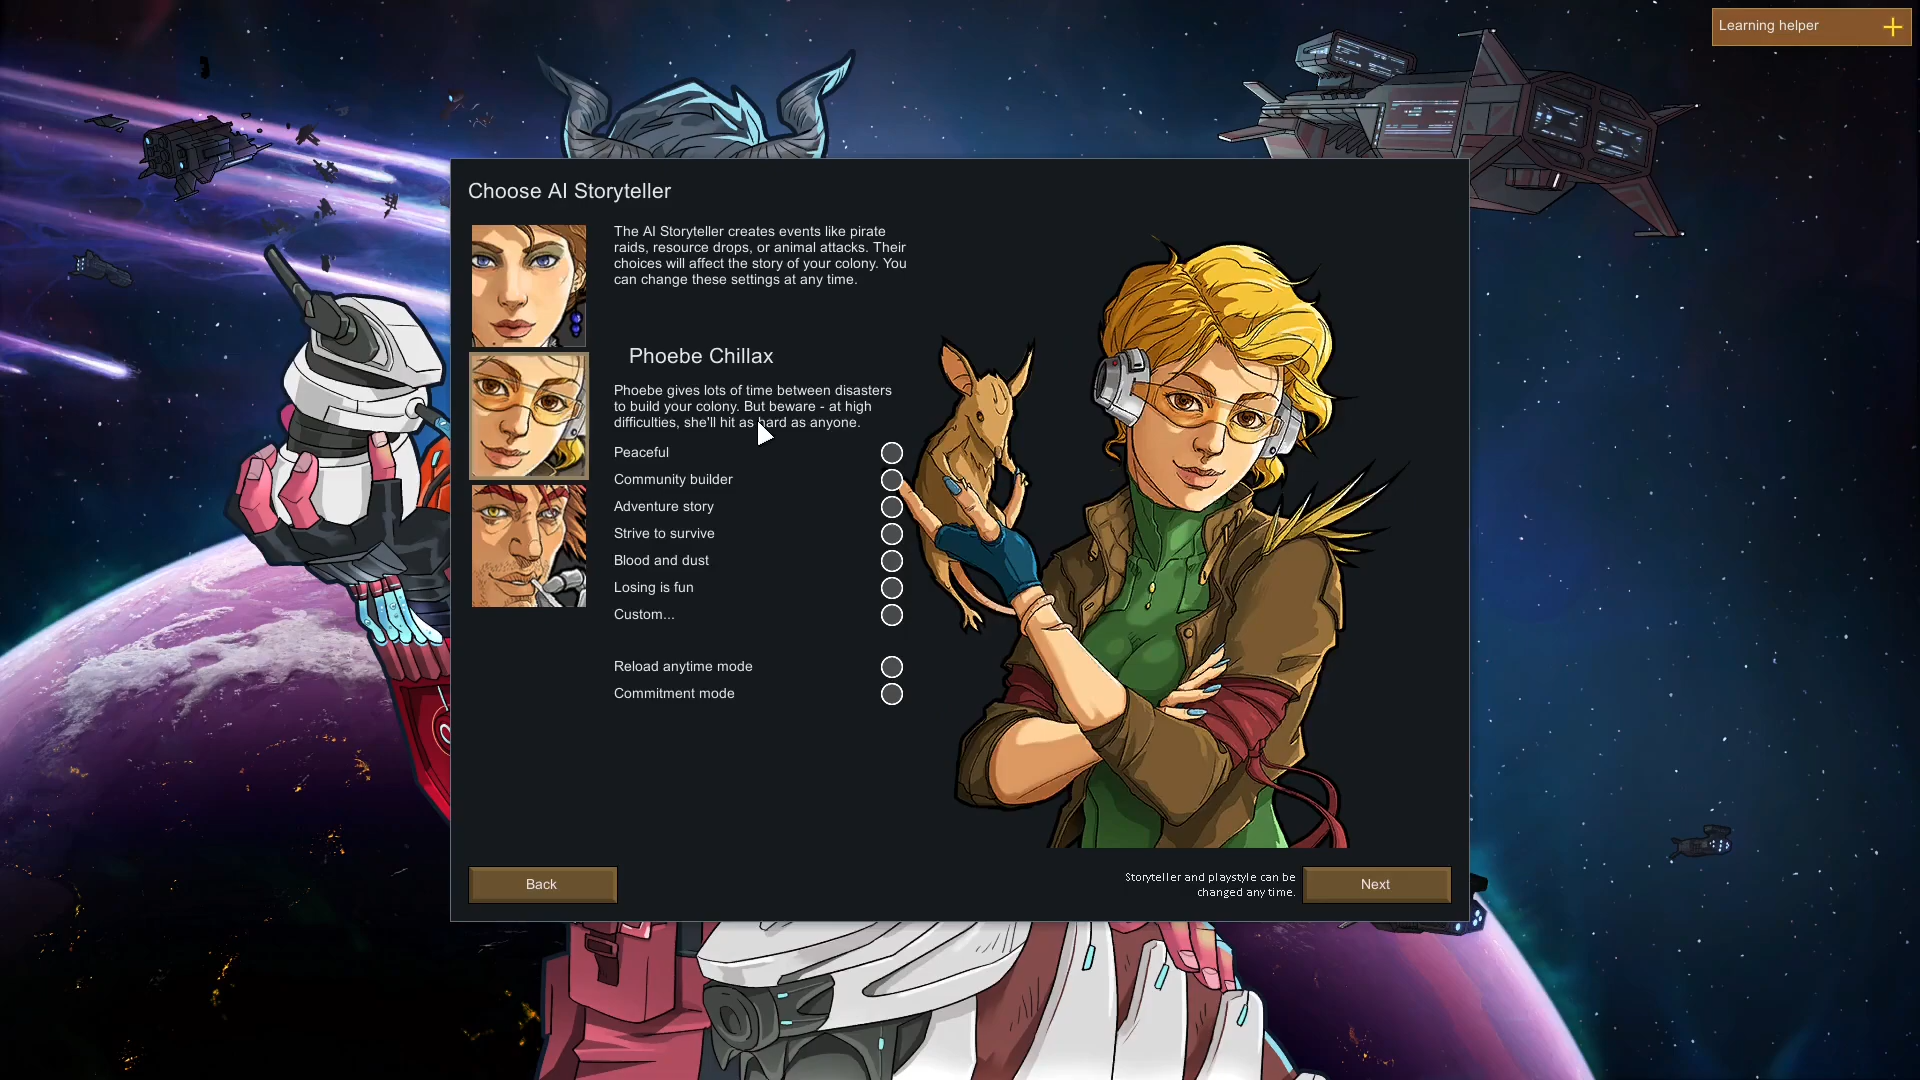 Learning helper
Choose AI Storyteller
The AI Storyteller creates events like pirate
raids, resource drops, or animal attacks. Their
choices will affect the story of your colony. You
can change these settings at any time.
Phoebe Chillax
Phoebe gives lots of time between disasters
to build your colony. But beware - at high
difficulties, she'll hit as hard as anyone.
Peaceful
Community builder
Adventure story
Strive to survive
Blood and dust
Losing is fun
Custom...
Reload anytime mode
Commitment mode
Back
Storyteller and playstyle can be
changed any time.
Next